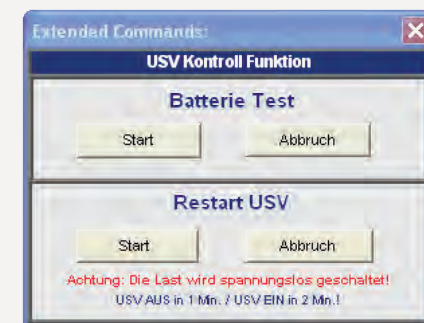 Extended Commands:
USV Kontroll Funktion
Batterie Test
Start Abbruch
Restart USV
Start Abbruch
Achtung: Die Last wird spannungslos geschaltet!
USV AUS in 1 Min. / USV EIN in 2 Min.!